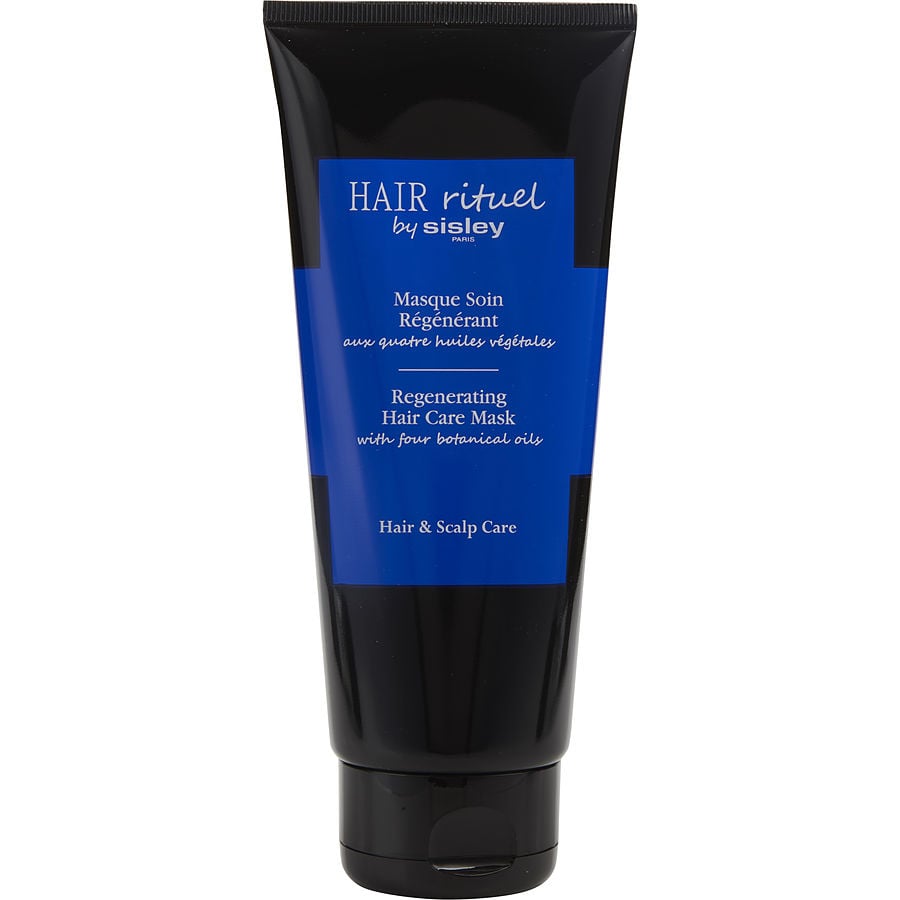 HAIR rituel
by sisley
PARIS
Masque Soin
Régénérant
aux quatre huiles végétales
Regenerating
Hair Care Mask
with four botanical oils
Hair & Scalp Care